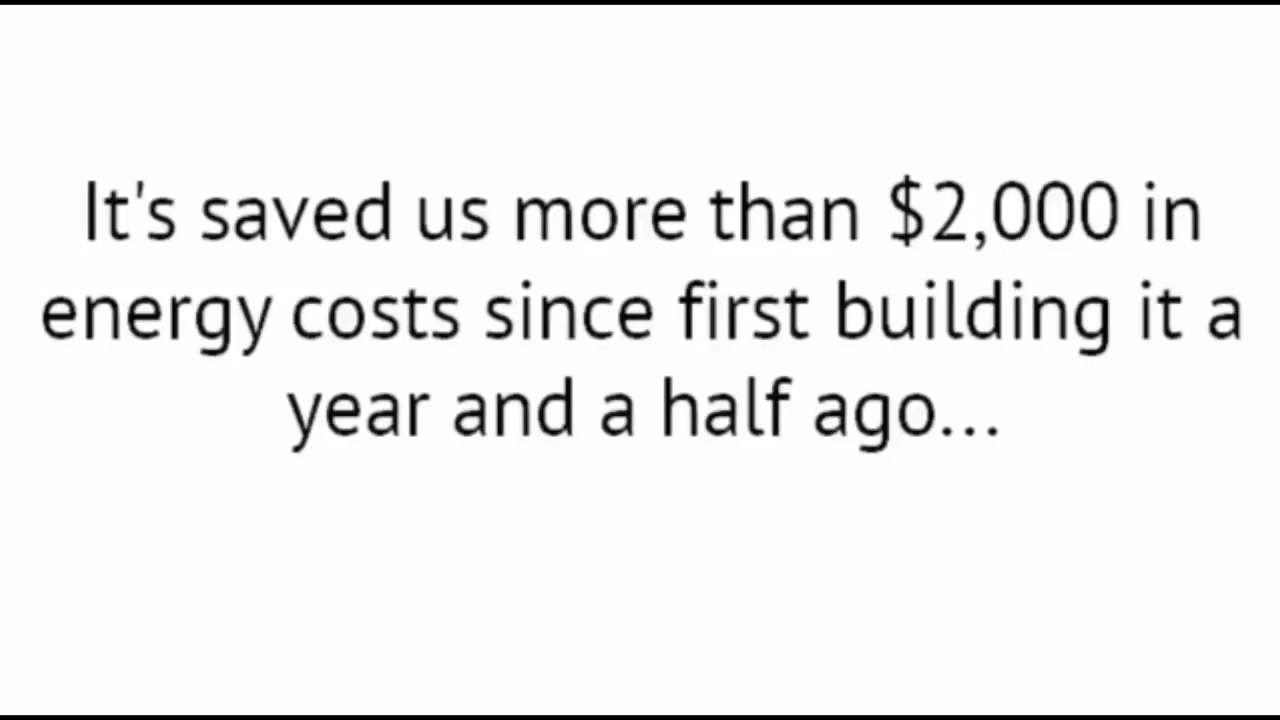 It's saved us more than $2,000 in
energy costs since first building it a
year and a half ago...